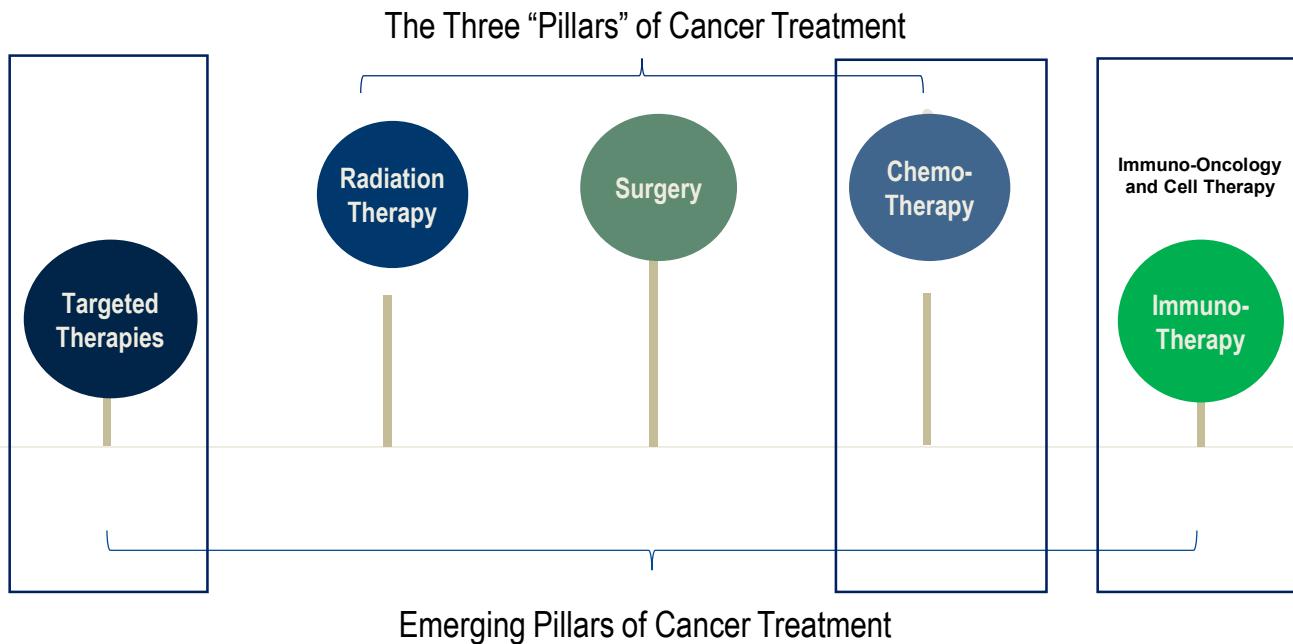 The Three “Pillars” of Cancer Treatment
Radiation
Therapy
Surgery
Chemo-
Therapy
Immuno-Oncology
and Cell Therapy
Targeted
Therapies
Immuno-
Therapy
Emerging Pillars of Cancer Treatment